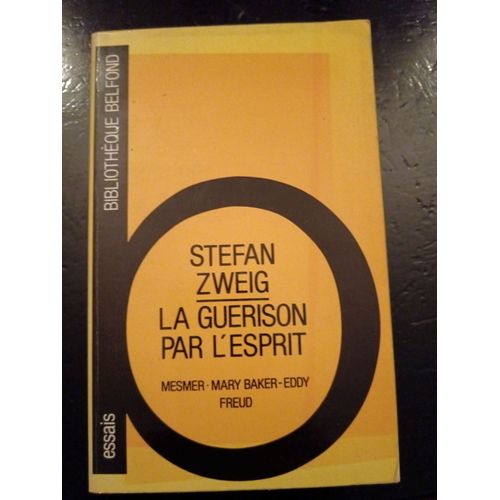 BIBLIOTHÈQUE BELFOND
STEFAN
ZWEIG
LA GUERISON
PAR L'ESPRIT
MESMER · MARY BAKER-EDDY
FREUD
essais